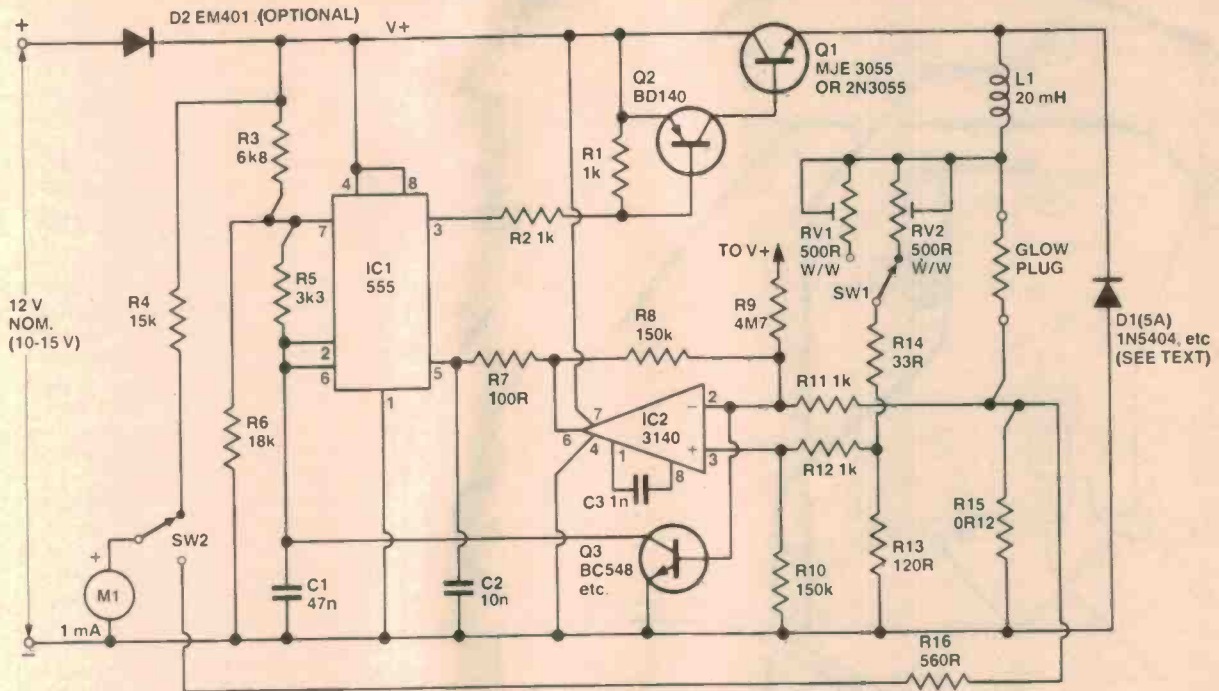 D2 EM401 (OPTIONAL)
V+
+
Q1
MJE 3055
OR 2N3055
Q2
BD140
L1
20 mH
R3
6k8
R1
1k
4
8
7
3
R2 1k
RV1
500R
W/W
RV2
500R
W/W
GLOW
PLUG
TO V+
SW1
IC1
555
R5
3k3
R9
4M7
12 V
NOM.
(10-15 V)
R4
15k
R8
150k
D1(5A)
1N5404, etc
(SEE TEXT)
R14
33R
2
6
5
R7
100R
R11 1k
1
7
2
−
IC2
3140
6
4
+
3
R12 1k
R6
18k
1
8
C3 1n
R15
0R12
SW2
+
Q3
BC548
etc.
R10
150k
R13
120R
M1
C1
47n
C2
10n
1 mA
−
R16
560R